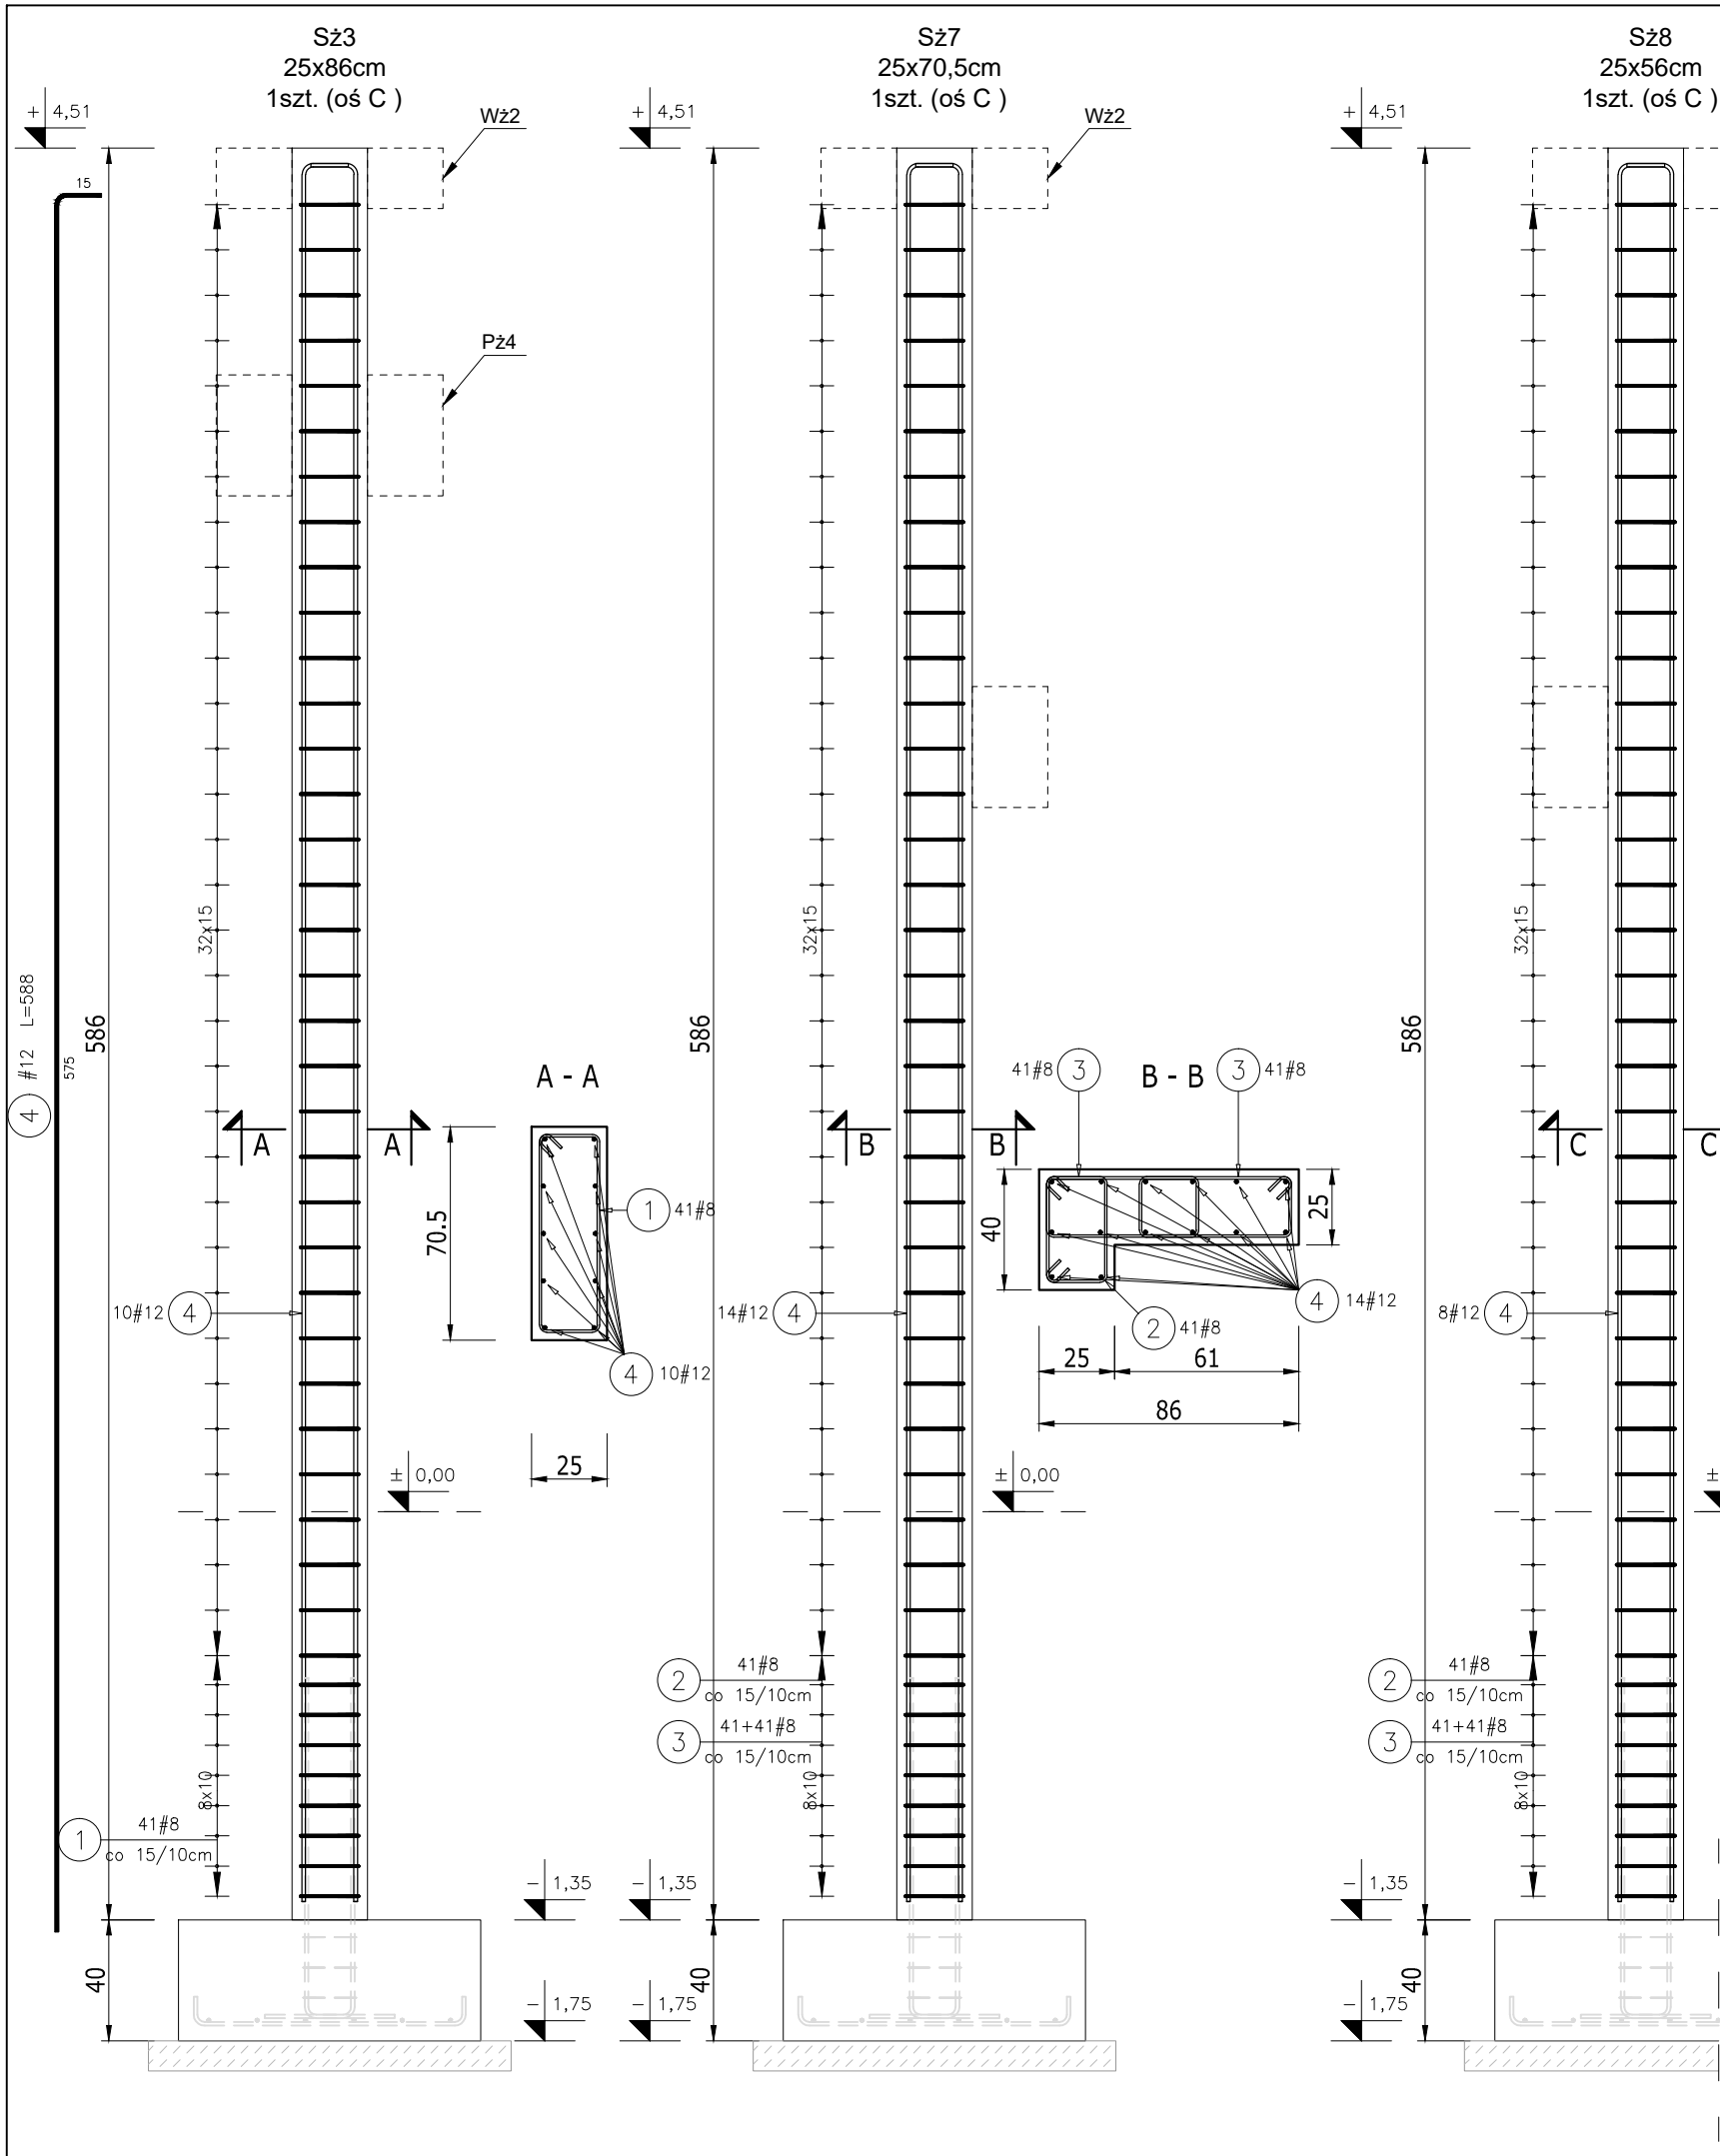 Sż3
25x86cm
1szt. (oś C )
Sż7
25x70,5cm
1szt. (oś C )
Sż8
25x56cm
1szt. (oś C )
+ 4,51
Wż2
+ 4,51
Wż2
+ 4,51
15
Pż4
32x15
32x15
32x15
4 #12 L=588
575
586
586
586
A - A
41#8 3
B - B
3 41#8
A
A
B
B
C
C
70.5
1 41#8
40
25
10#12 4
14#12 4
4 14#12
8#12 4
2 41#8
4 10#12
25
61
86
25
± 0,00
± 0,00
±
2 41#8
co 15/10cm
3 41+41#8
co 15/10cm
2 41#8
co 15/10cm
3 41+41#8
co 15/10cm
8x10
8x10
8x10
1 41#8
co 15/10cm
- 1,35
- 1,35
- 1,35
40
40
40
- 1,75
- 1,75
- 1,75